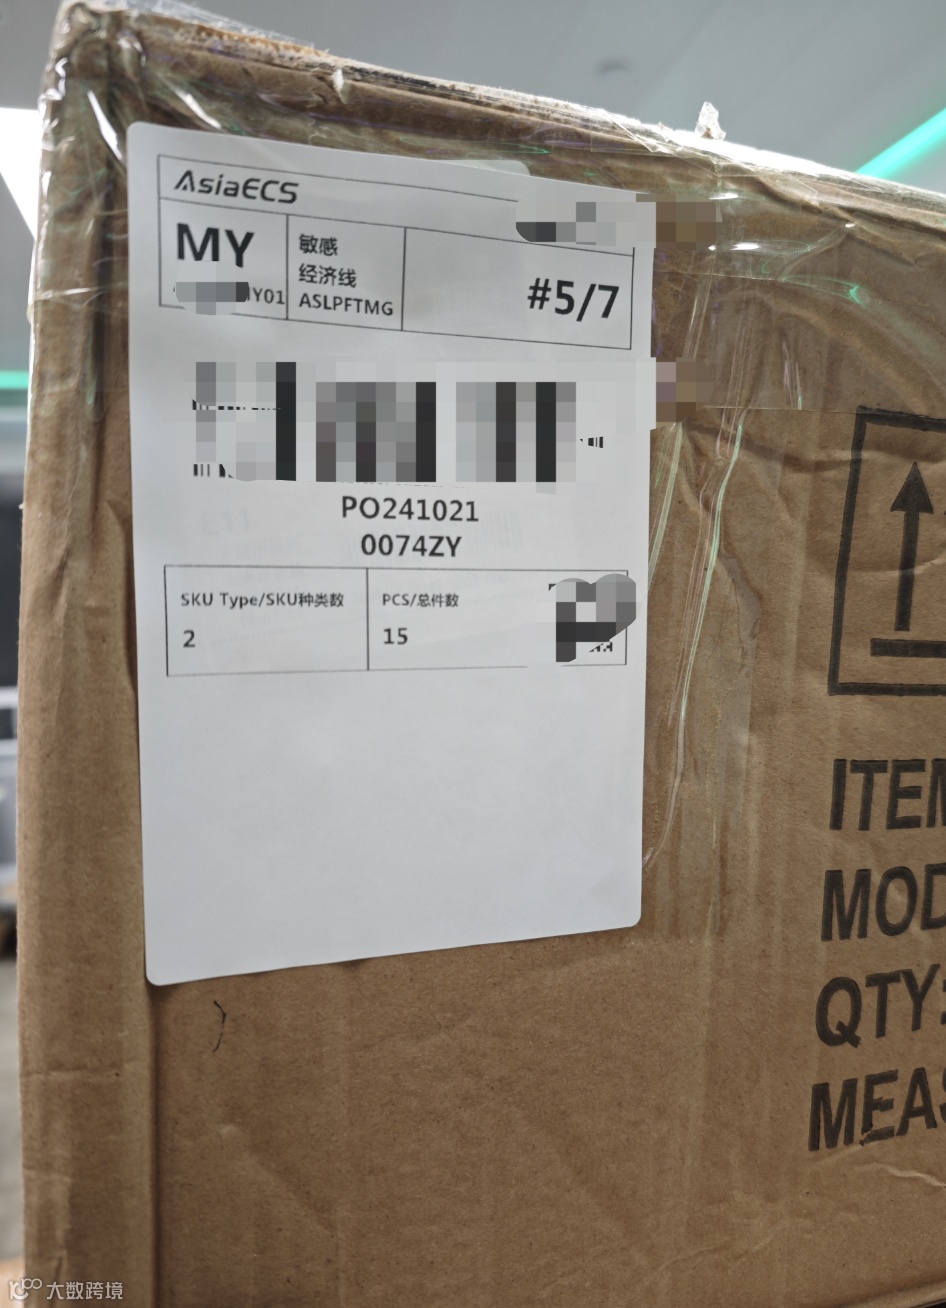 AsiaECS
MY
敏感
经济线
ASLPFTMG
Y01
#5/7
PO241021
0074ZY
SKU Type/SKU种类数
2
PCS/总件数
15
ITEM
MOD
QTY:
MEAS
大数跨境